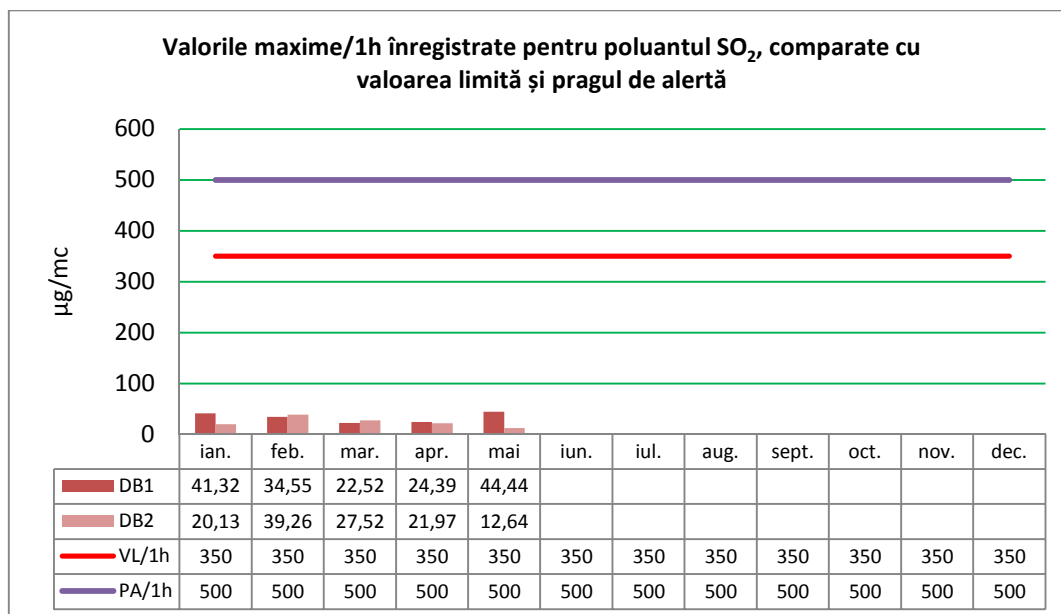 Valorile maxime/1h înregistrate pentru poluantul SO₂, comparate cu
valoarea limită și pragul de alertă
600
500
400
300
200
100
0
µg/mc
ian. feb. mar. apr. mai iun. iul. aug. sept. oct. nov. dec.
DB1 41,32 34,55 22,52 24,39 44,44
DB2 20,13 39,26 27,52 21,97 12,64
VL/1h 350 350 350 350 350 350 350 350 350 350 350 350
PA/1h 500 500 500 500 500 500 500 500 500 500 500 500